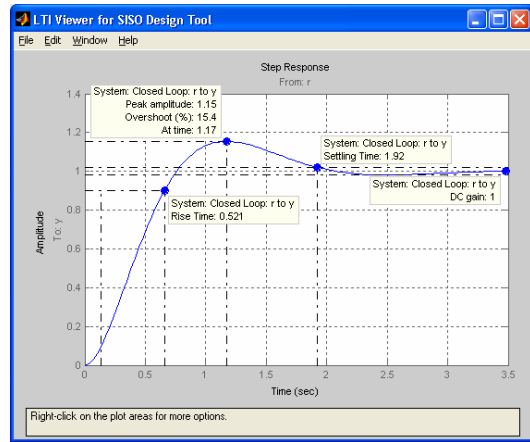 LTI Viewer for SISO Design Tool
File Edit Window Help
Step Response
From: r
System: Closed Loop: r to y
Peak amplitude: 1.15
Overshoot (%): 15.4
At time: 1.17
System: Closed Loop: r to y
Settling Time: 1.92
System: Closed Loop: r to y
DC gain: 1
System: Closed Loop: r to y
Rise Time: 0.521
Amplitude
To: y
1.4
1.2
1
0.8
0.6
0.4
0.2
0
0 0.5 1 1.5 2 2.5 3 3.5
Time (sec)
Right-click on the plot areas for more options.